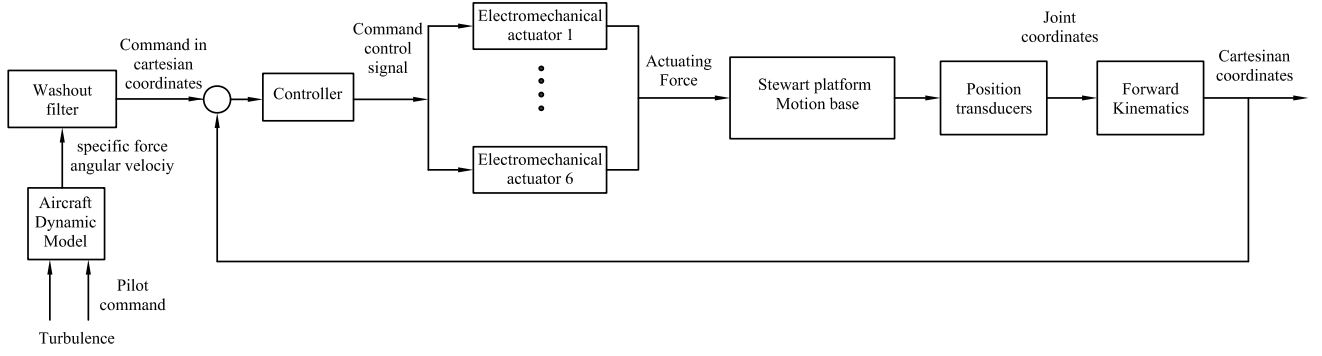 Washout
filter
Command in
cartesian
coordinates
specific force
angular velociy
Aircraft
Dynamic
Model
Pilot
command
Turbulence
Controller
Command
control
signal
Electromechanical
actuator 1
Electromechanical
actuator 6
Actuating
Force
Stewart platform
Motion base
Position
transducers
Joint
coordinates
Forward
Kinematics
Cartesinan
coordinates